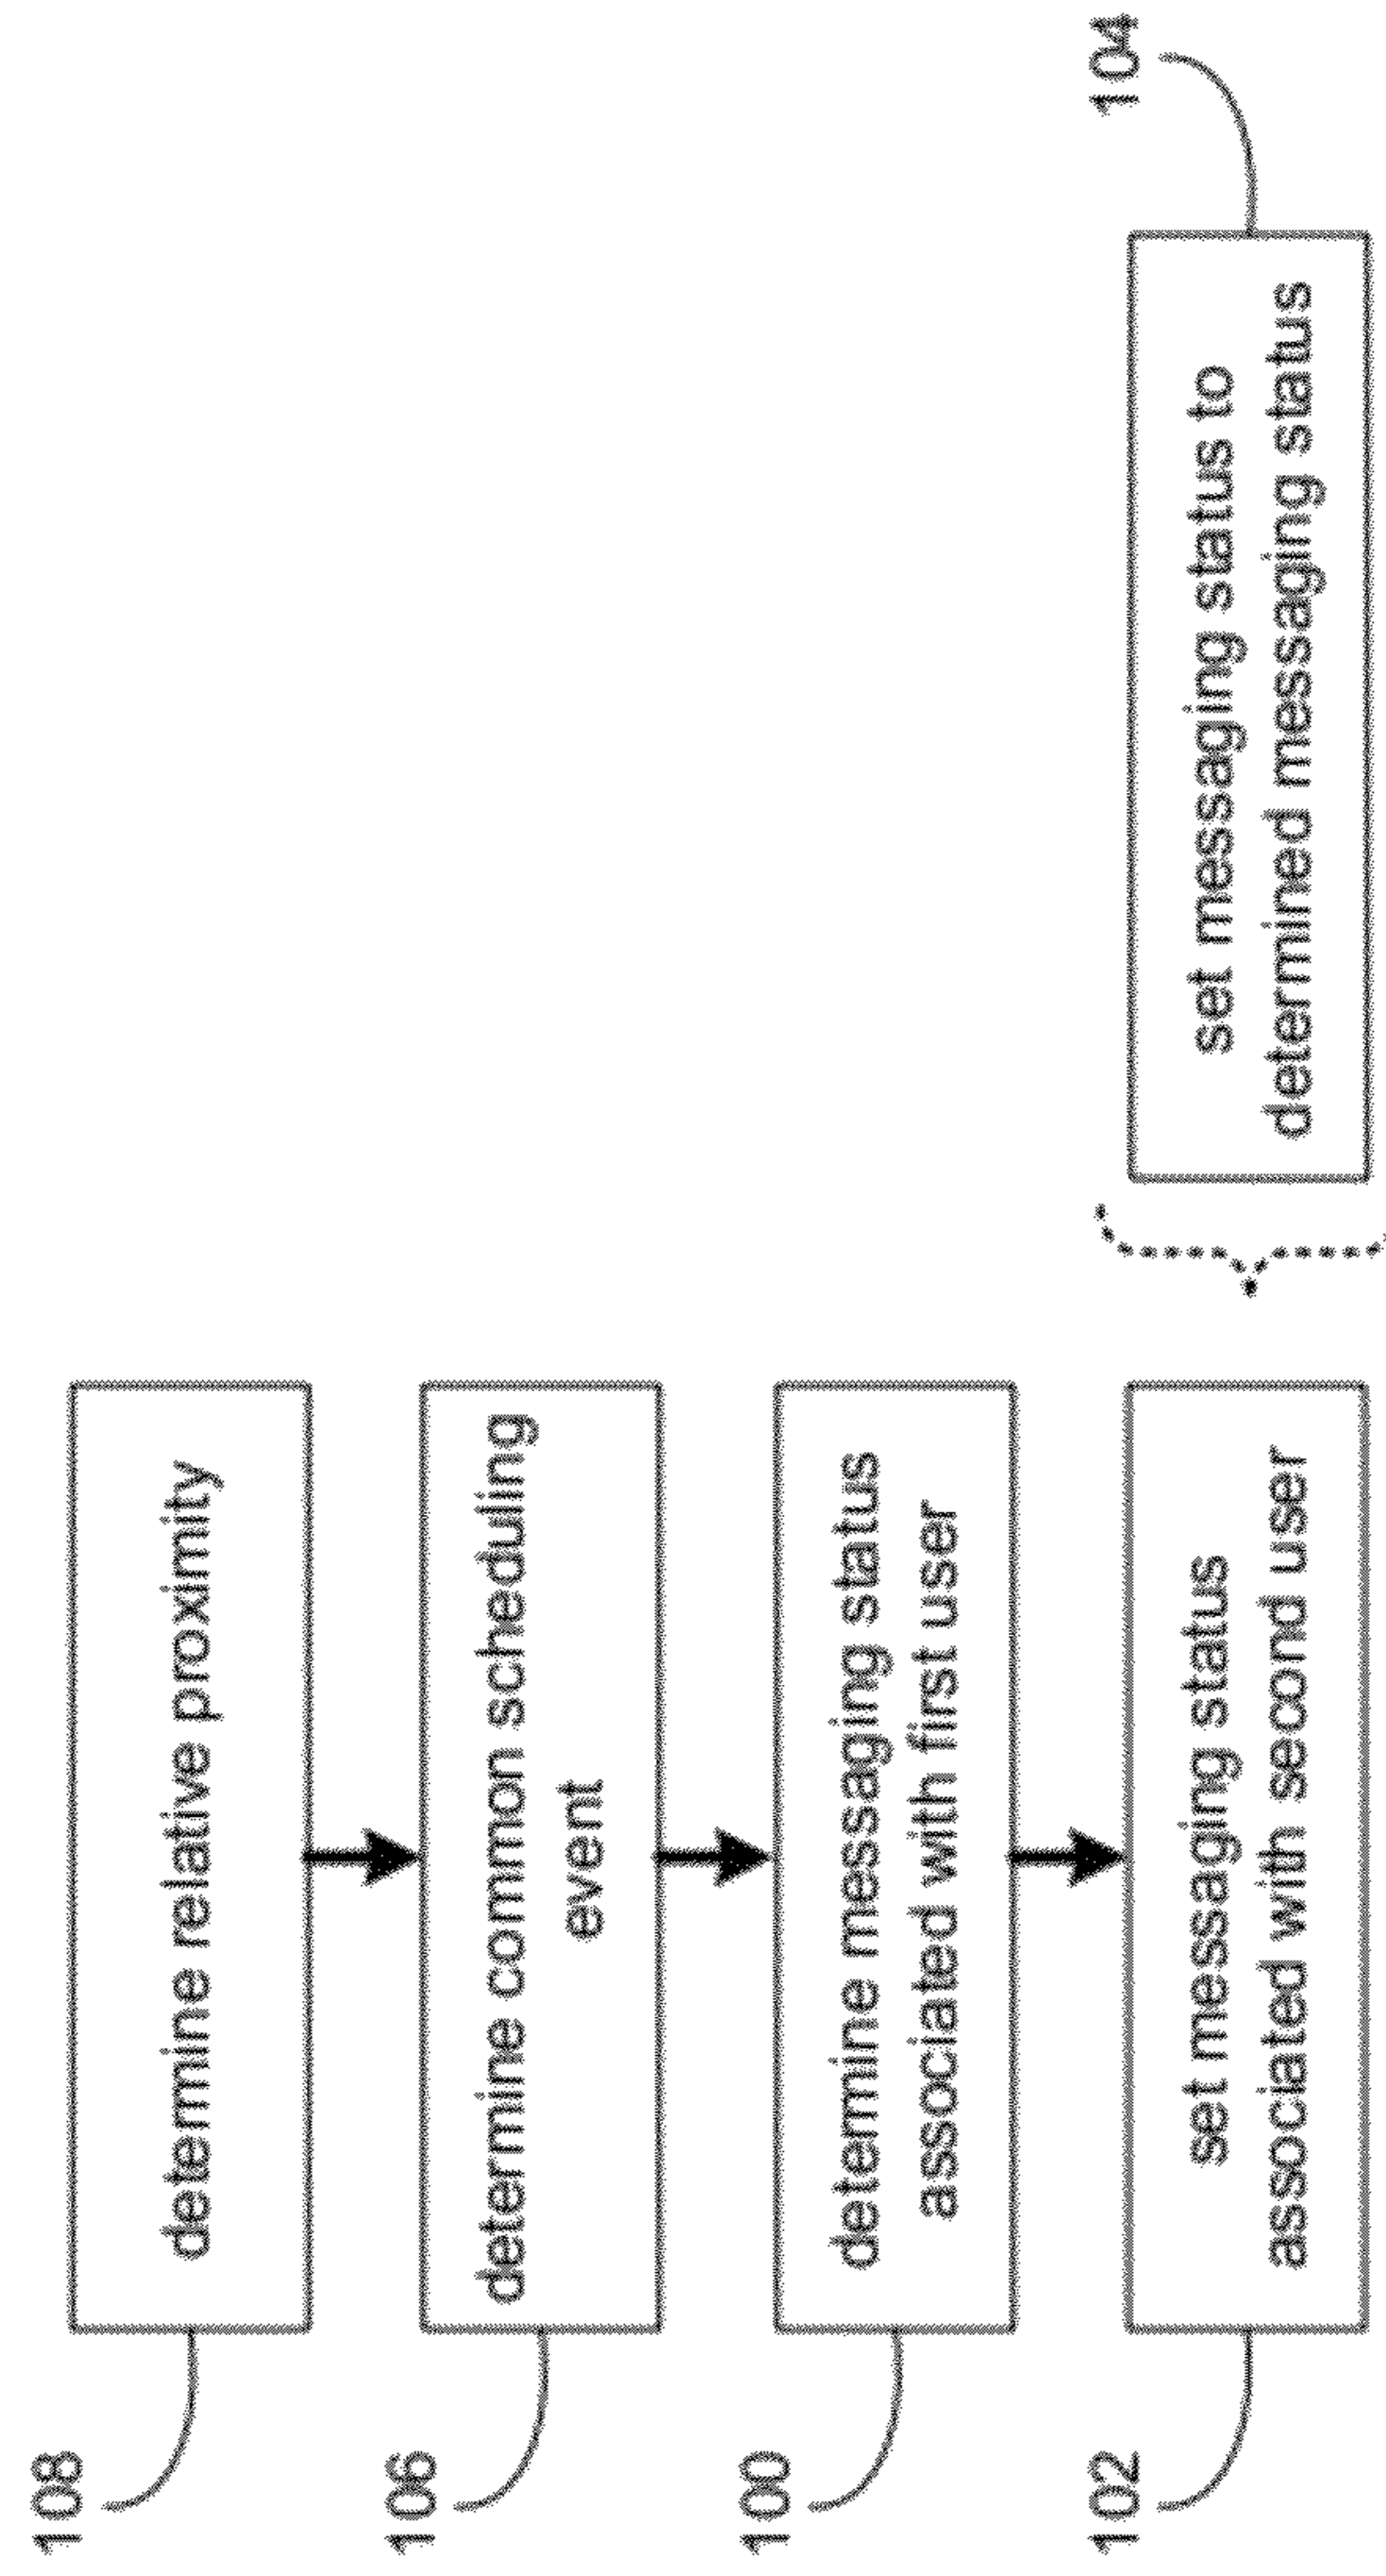 108
determine relative proximity
106
determine common scheduling
event
100
determine messaging status
associated with first user
102
set messaging status
associated with second user
104
set messaging status to
determined messaging status